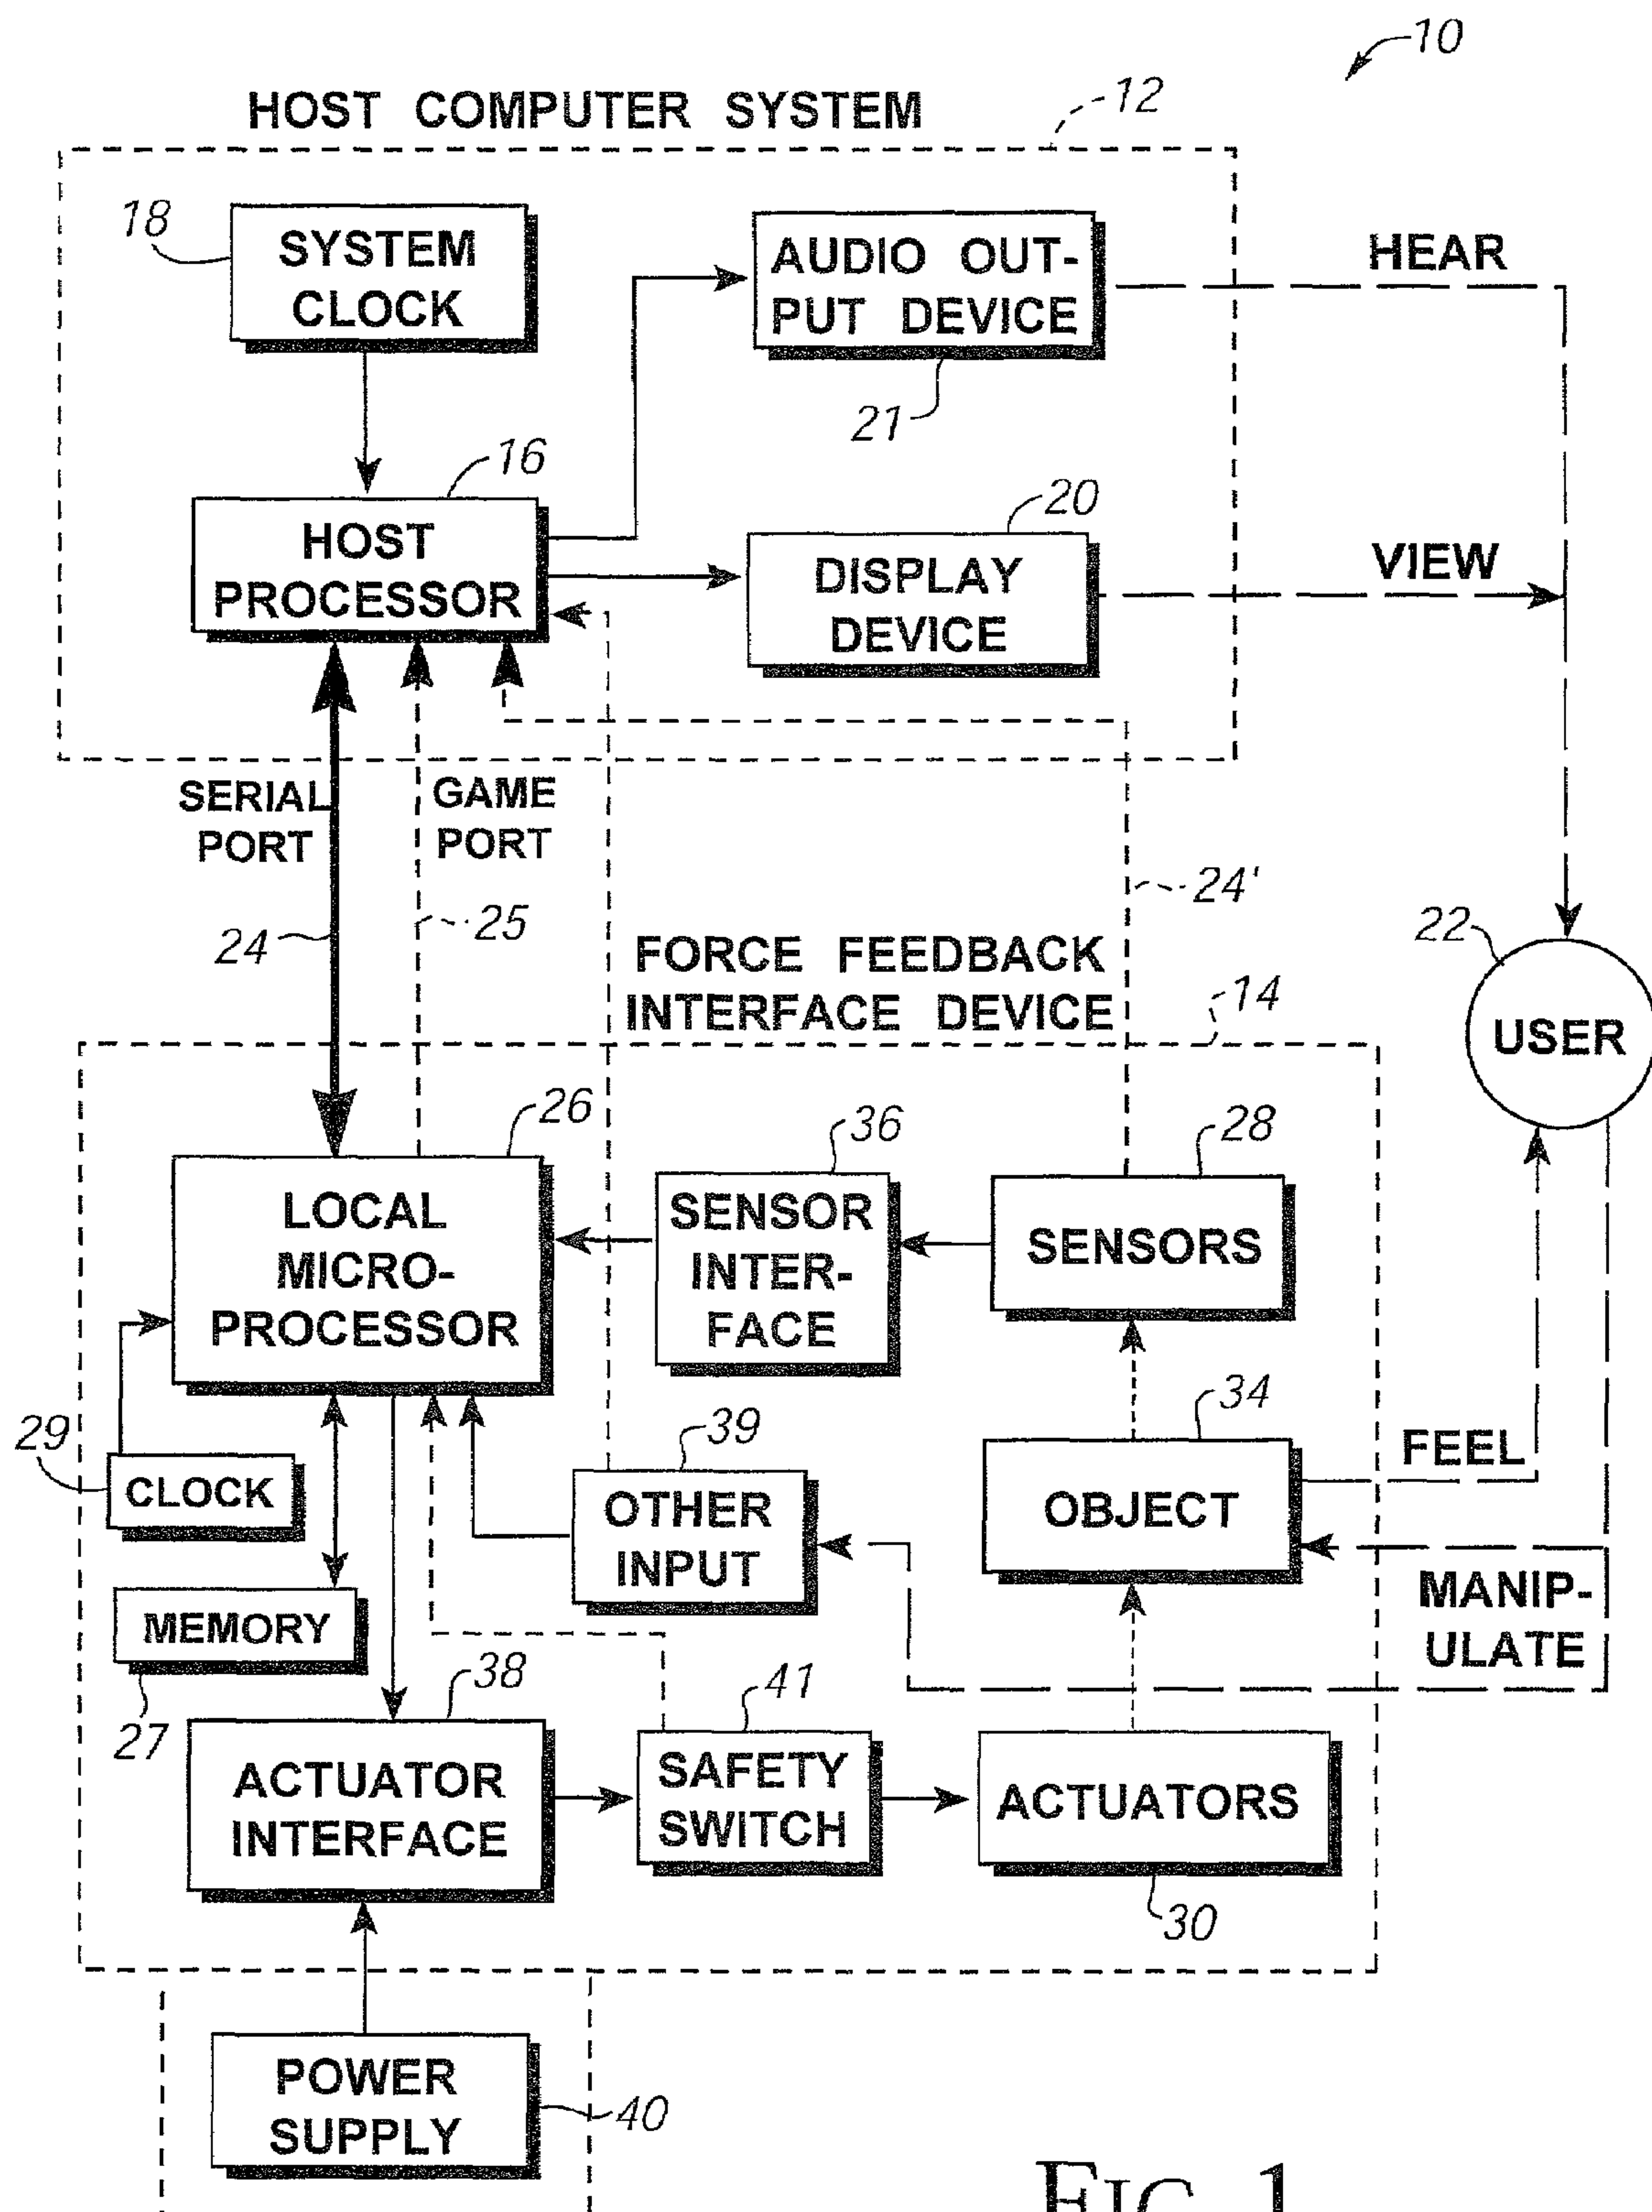 10
HOST COMPUTER SYSTEM
12
18
SYSTEM
CLOCK
AUDIO OUT-
PUT DEVICE
21
HEAR
16
HOST
PROCESSOR
20
DISPLAY
DEVICE
VIEW
SERIAL
PORT
GAME
PORT
24
25
24'
FORCE FEEDBACK
INTERFACE DEVICE
14
22
USER
26
LOCAL
MICRO-
PROCESSOR
36
SENSOR
INTER-
FACE
28
SENSORS
29
CLOCK
39
OTHER
INPUT
34
OBJECT
FEEL
MANIP-
ULATE
MEMORY
27
38
ACTUATOR
INTERFACE
41
SAFETY
SWITCH
ACTUATORS
30
POWER
SUPPLY
40
FIG. 1